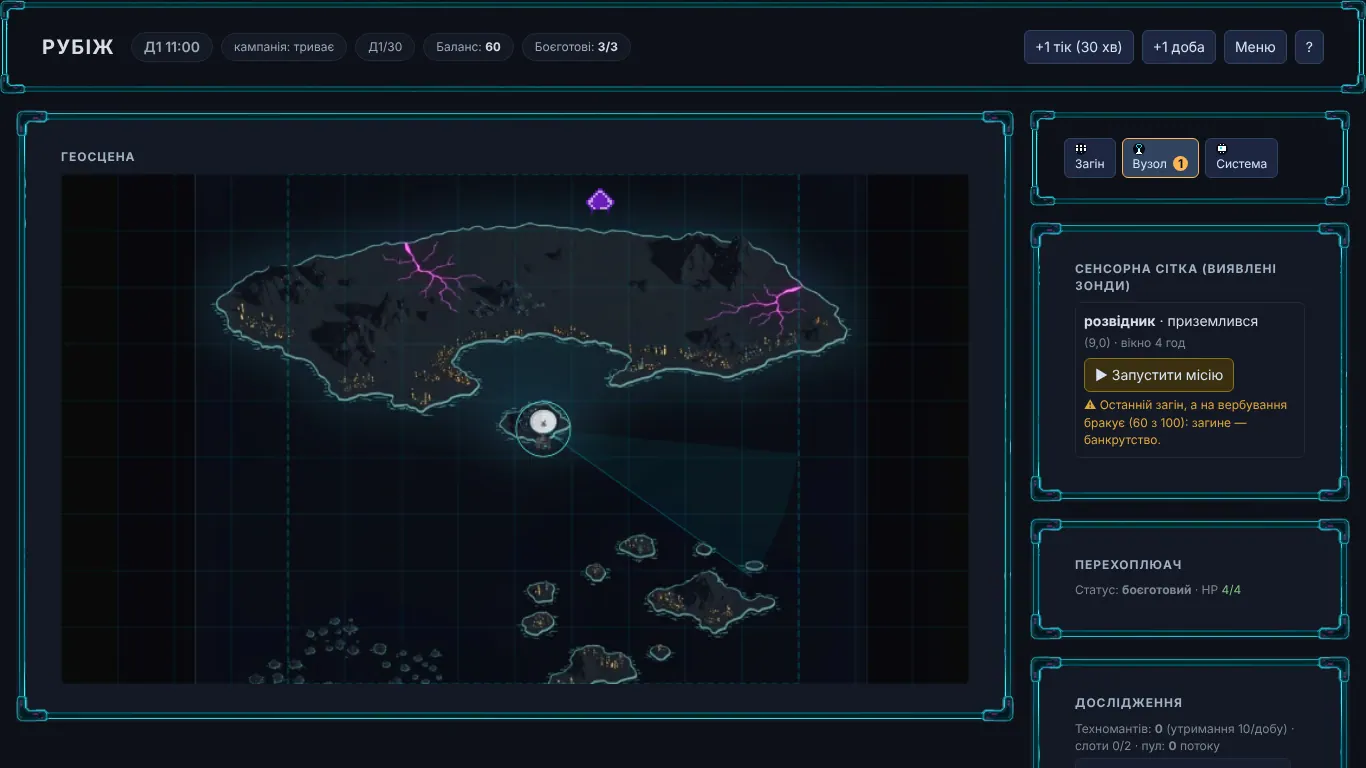 РУБІЖ
Д1 11:00
кампанія: триває
Д1/30
Баланс: 60
Боєготові: 3/3
+1 тік (30 хв)
+1 доба
Меню
?
ГЕОСЦЕНА
Загін
Вузол 1
Система
СЕНСОРНА СІТКА (ВИЯВЛЕНІ
ЗОНДИ)
розвідник · приземлився
(9,0) · вікно 4 год
▶ Запустити місію
⚠ Останній загін, а на вербування
бракує (60 з 100): загине —
банкрутство.
ПЕРЕХОПЛЮАЧ
Статус: боєготовий · HP 4/4
ДОСЛІДЖЕННЯ
Техномантів: 0 (утримання 10/добу) ·
слоти 0/2 · пул: 0 потоку